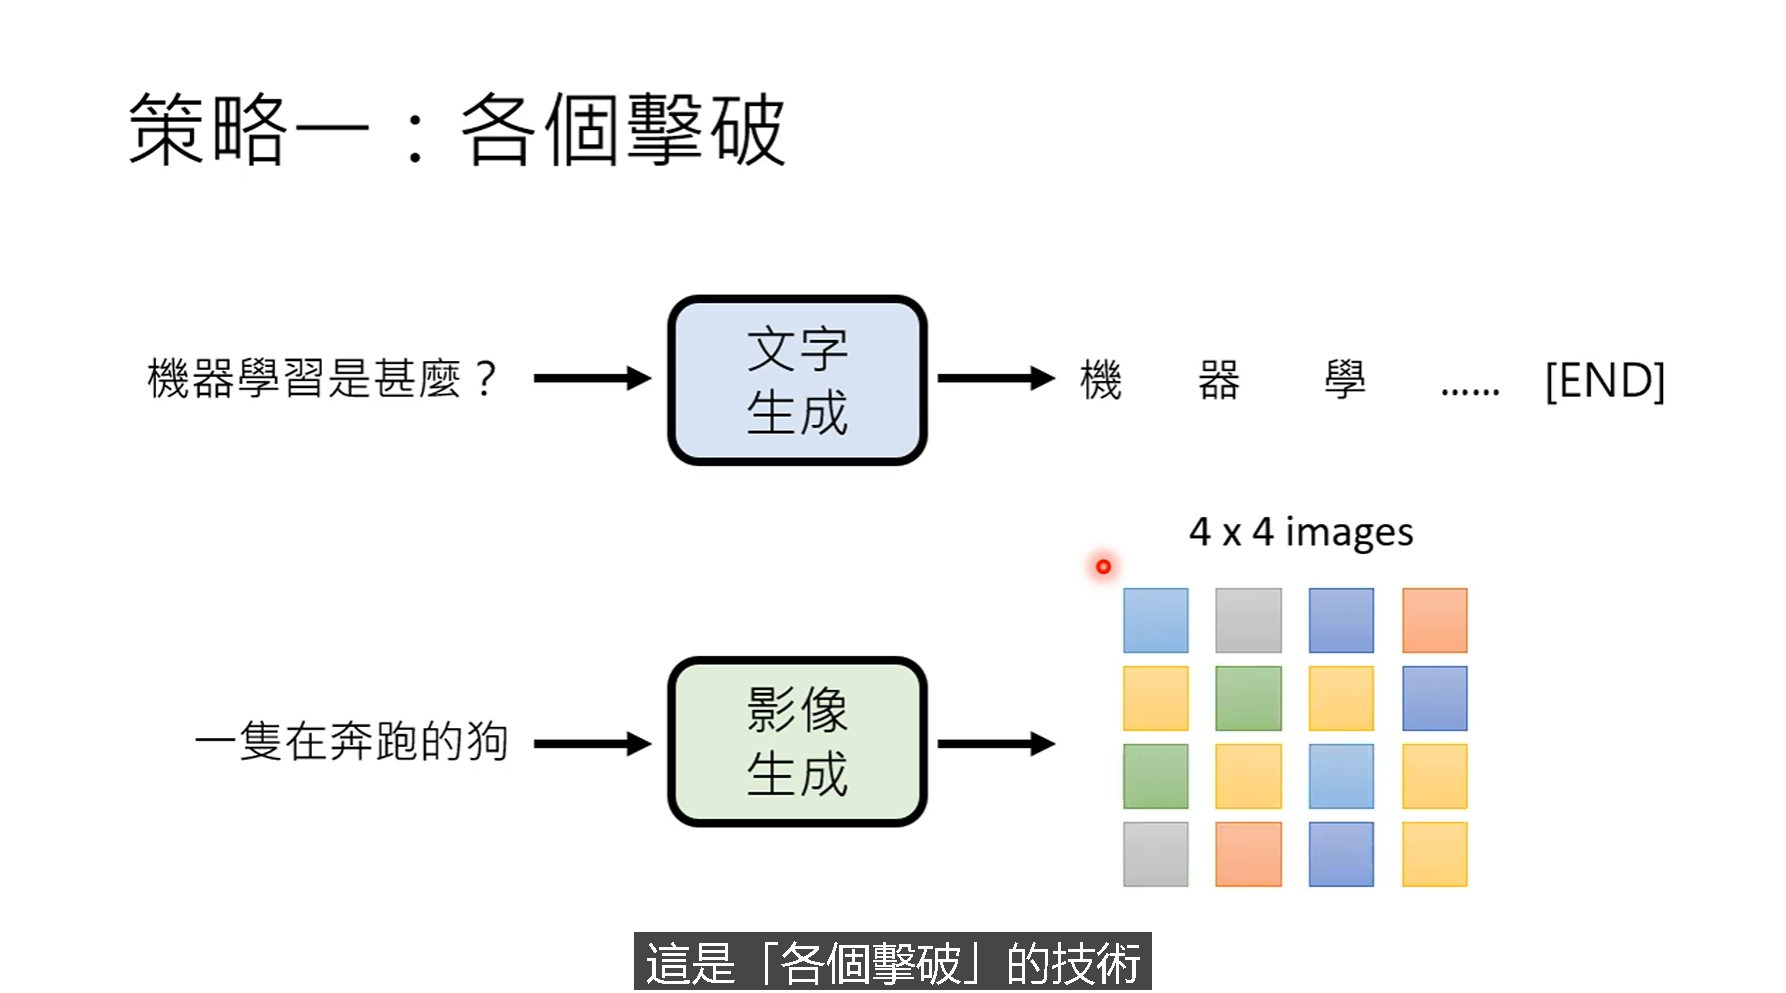 策略一：各個擊破
機器學習是甚麼？
文字
生成
機 器 學 …… [END]
4 x 4 images
一隻在奔跑的狗
影像
生成
這是「各個擊破」的技術